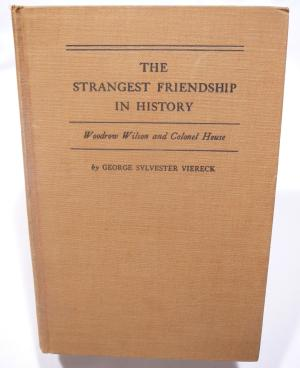 THE
STRANGEST FRIENDSHIP
IN HISTORY
Woodrow Wilson and Colonel House
by GEORGE SYLVESTER VIERECK